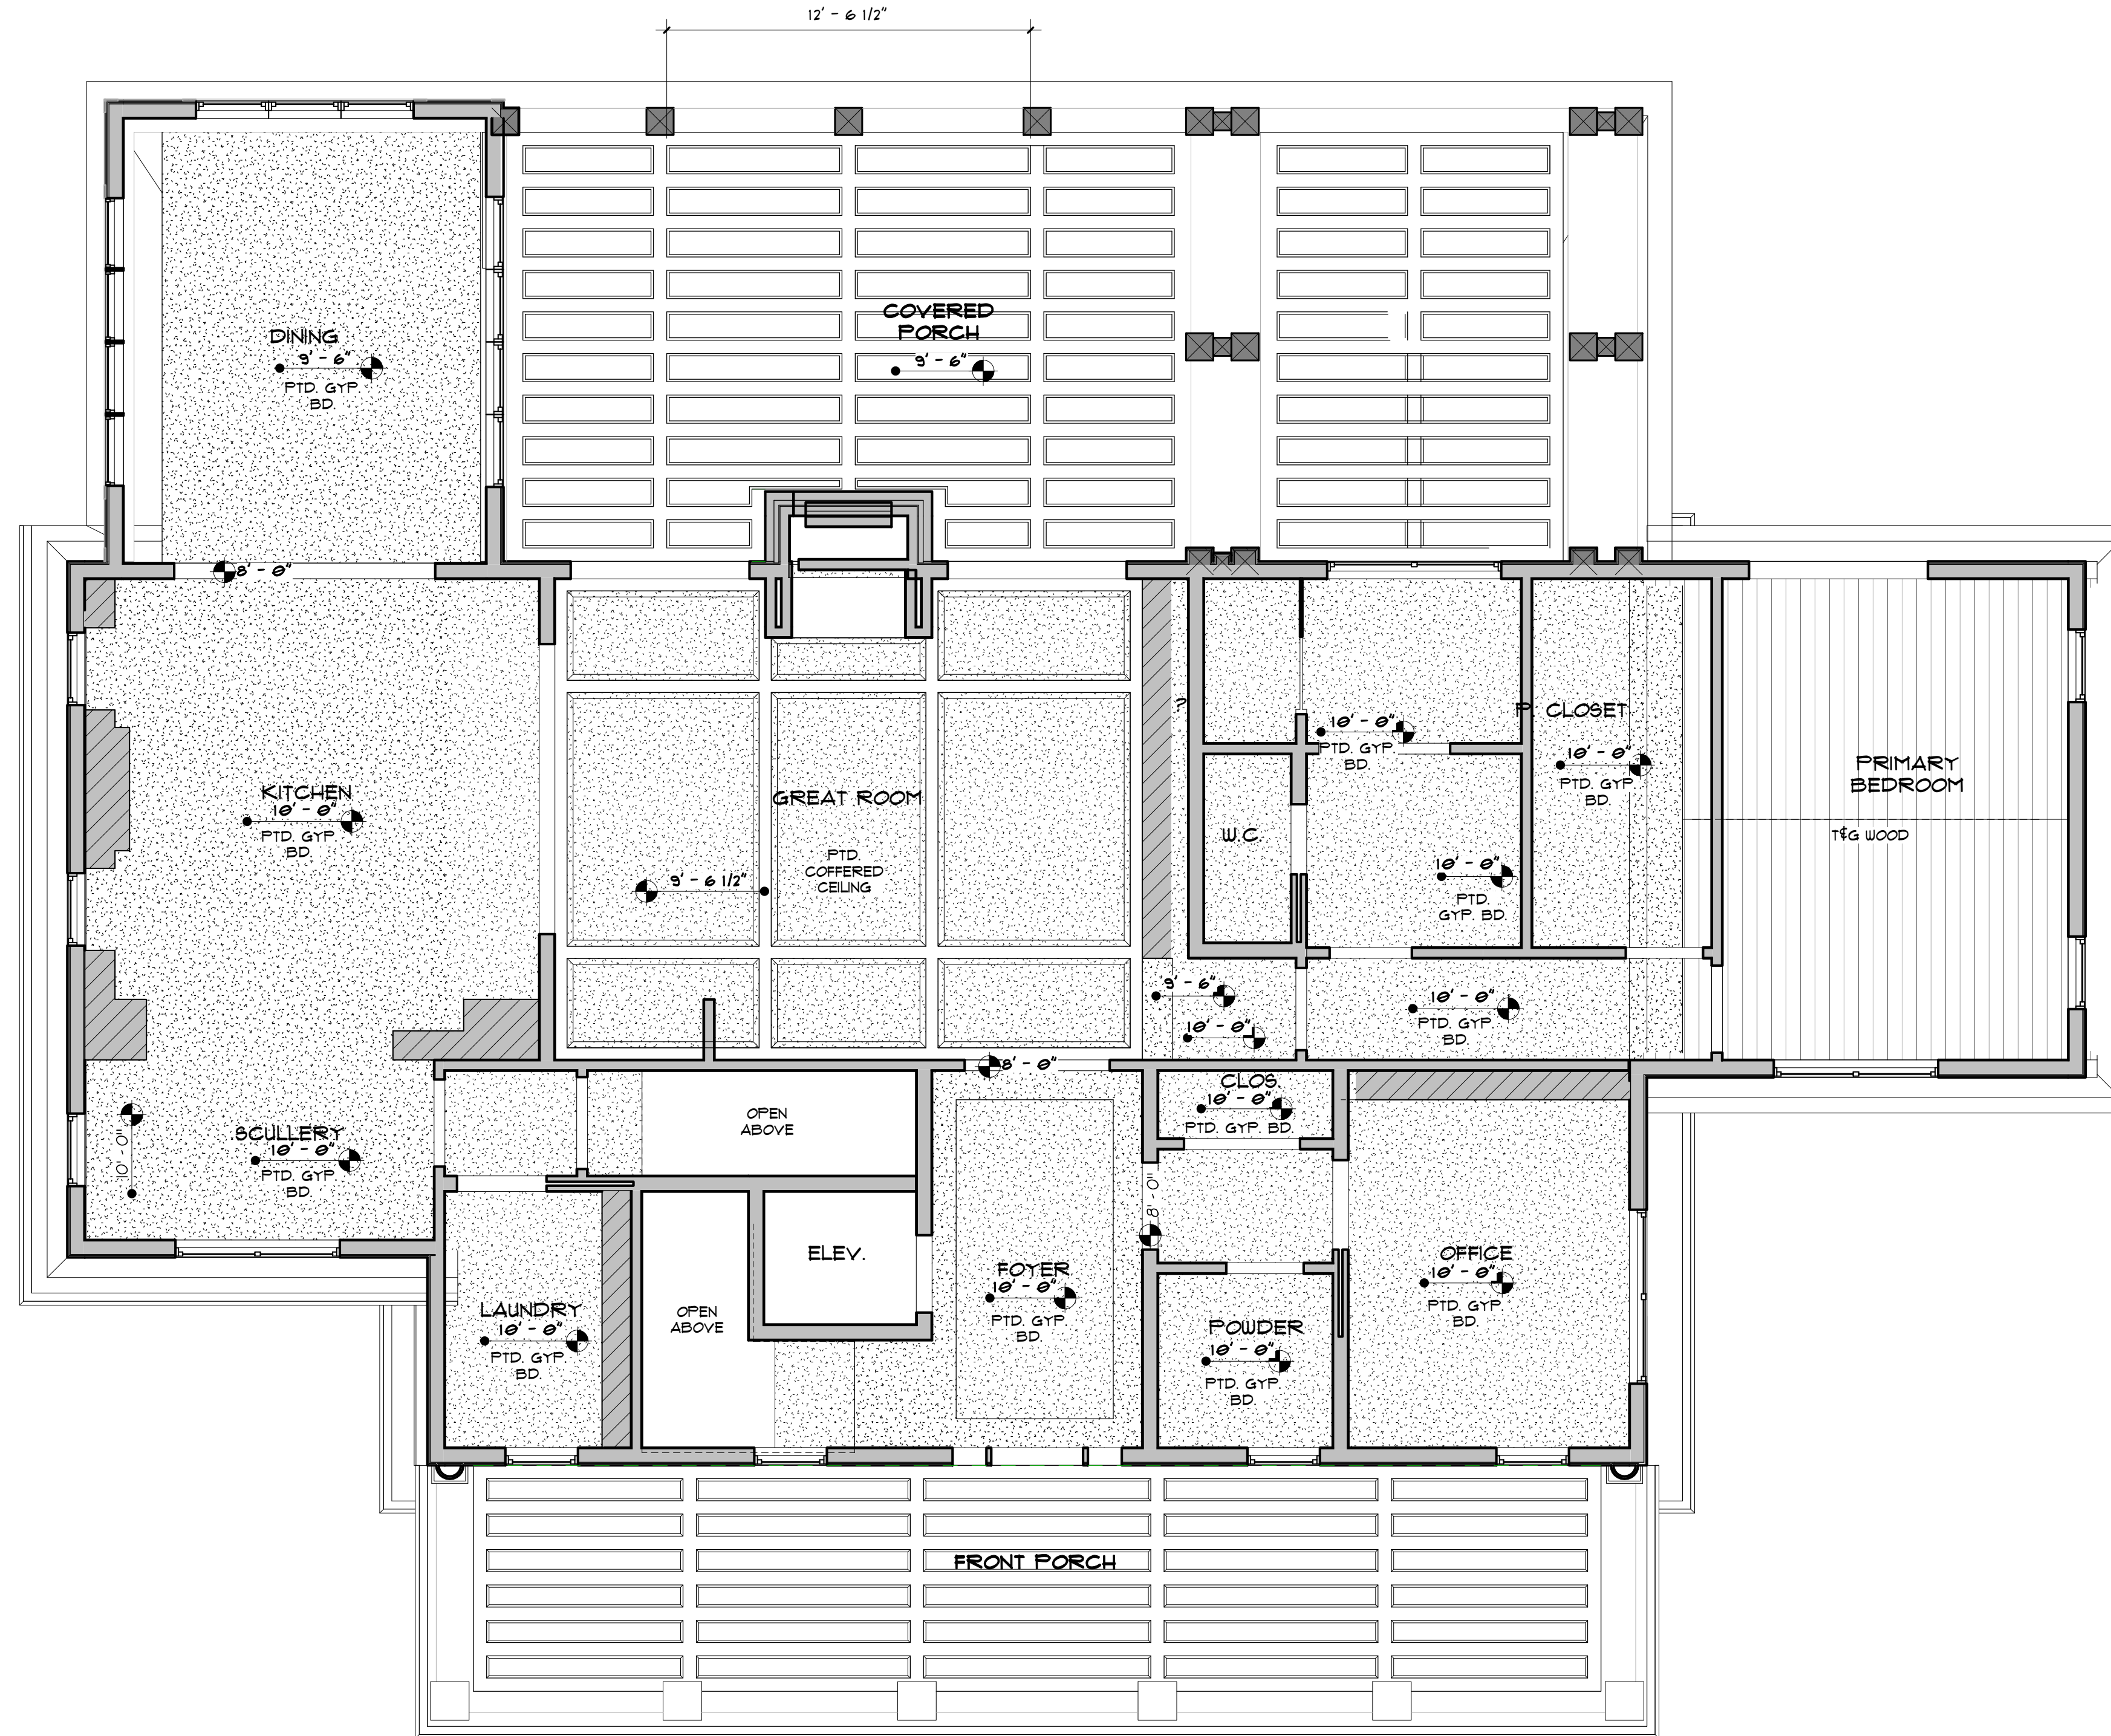 12' - 6 1/2"
COVERED
PORCH
9' - 6"
DINING
9' - 6"
PTD. GYP.
BD.
8' - 0"
?
P. CLOSET
10' - 0"
PTD. GYP.
BD.
10' - 0"
PTD. GYP.
BD.
PRIMARY
BEDROOM
T&G WOOD
KITCHEN
10' - 0"
PTD. GYP.
BD.
GREAT ROOM
PTD.
COFFERED
CEILING
9' - 6 1/2"
W.C.
10' - 0"
PTD.
GYP. BD.
9' - 6"
10' - 0"
10' - 0"
PTD. GYP.
BD.
8' - 0"
CLOS.
10' - 0"
PTD. GYP. BD.
OPEN
ABOVE
SCULLERY
10' - 0"
PTD. GYP.
BD.
10' - 0"
8' - 0"
ELEV.
FOYER
10' - 0"
PTD. GYP.
BD.
OFFICE
10' - 0"
PTD. GYP.
BD.
LAUNDRY
10' - 0"
PTD. GYP.
BD.
OPEN
ABOVE
POWDER
10' - 0"
PTD. GYP.
BD.
FRONT PORCH